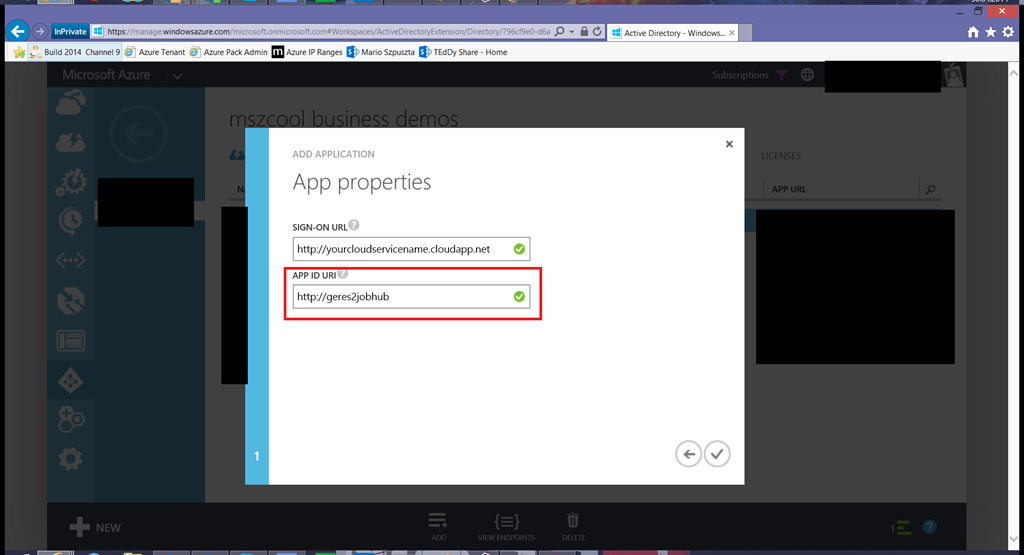 InPrivate
https://manage.windowsazure.com/microsoft.onmicrosoft.com#Workspaces/ActiveDirectoryExtension/Directory/796cf9e0-d6a
Active Directory - Windows...
Build 2014 Channel 9
Azure Tenant
Azure Pack Admin
Azure IP Ranges
Mario Szpuszta
TEdDy Share - Home
Microsoft Azure
Subscriptions
mszcool business demos
LICENSES
APP URL
ADD APPLICATION
App properties
SIGN-ON URL
http://yourcloudservicename.cloudapp.net
APP ID URI
http://geres2jobhub
1
NEW
ADD
VIEW ENDPOINTS
DELETE
1